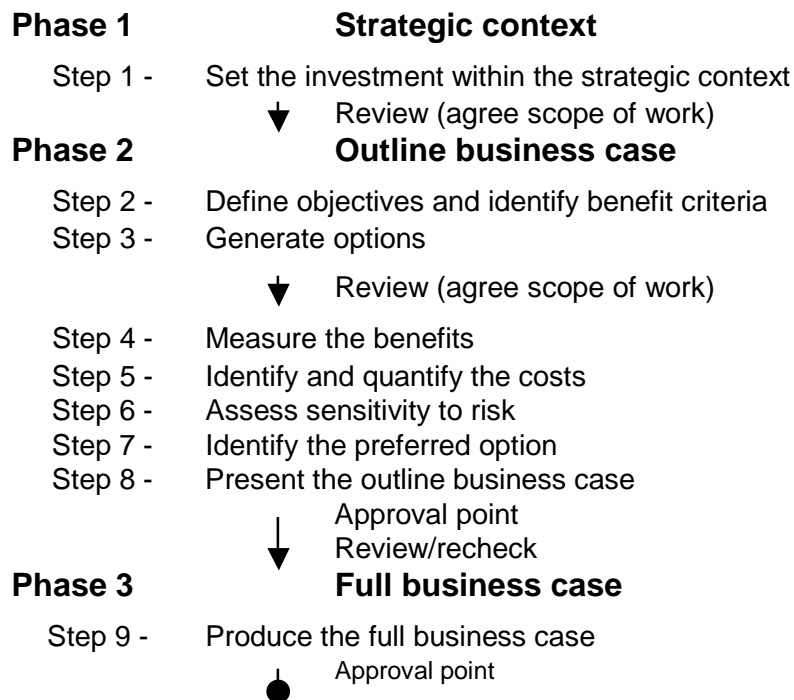 Phase 1 Strategic context
Step 1 - Set the investment within the strategic context
Review (agree scope of work)
Phase 2 Outline business case
Step 2 - Define objectives and identify benefit criteria
Step 3 - Generate options
Review (agree scope of work)
Step 4 - Measure the benefits
Step 5 - Identify and quantify the costs
Step 6 - Assess sensitivity to risk
Step 7 - Identify the preferred option
Step 8 - Present the outline business case
Approval point
Review/recheck
Phase 3 Full business case
Step 9 - Produce the full business case
Approval point